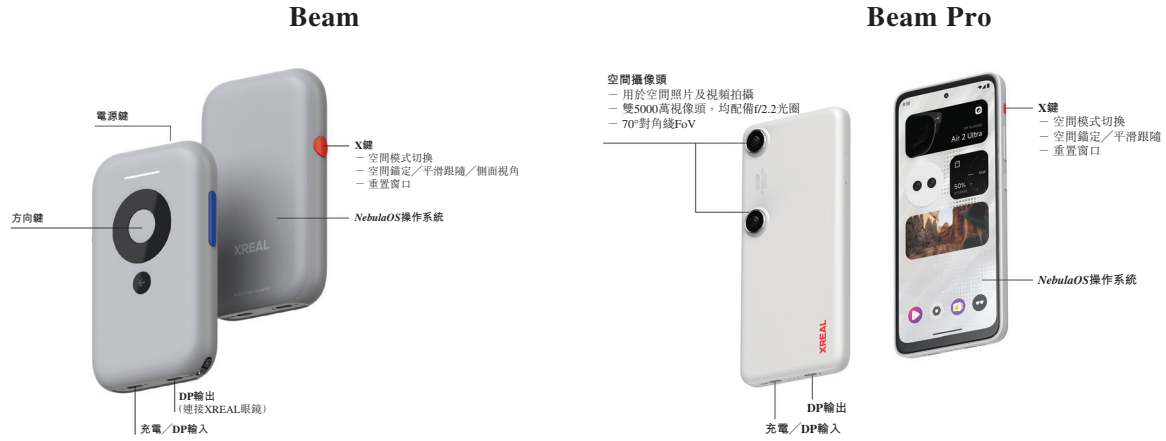 Beam
電源鍵
方向鍵
X鍵
－ 空間模式切換
－ 空間錨定／平滑跟隨／側面視角
－ 重置窗口
NebulaOS操作系統
XREAL
DP輸出
（連接XREAL眼鏡）
充電／DP輸入
Beam Pro
空間攝像頭
－ 用於空間照片及視頻拍攝
－ 雙5000萬視像頭，均配備f/2.2光圈
－ 70°對角綫FoV
X鍵
－ 空間模式切換
－ 空間錨定／平滑跟隨
－ 重置窗口
Air 2 Ultra
50%
NebulaOS操作系統
XREAL
DP輸出
充電／DP輸入